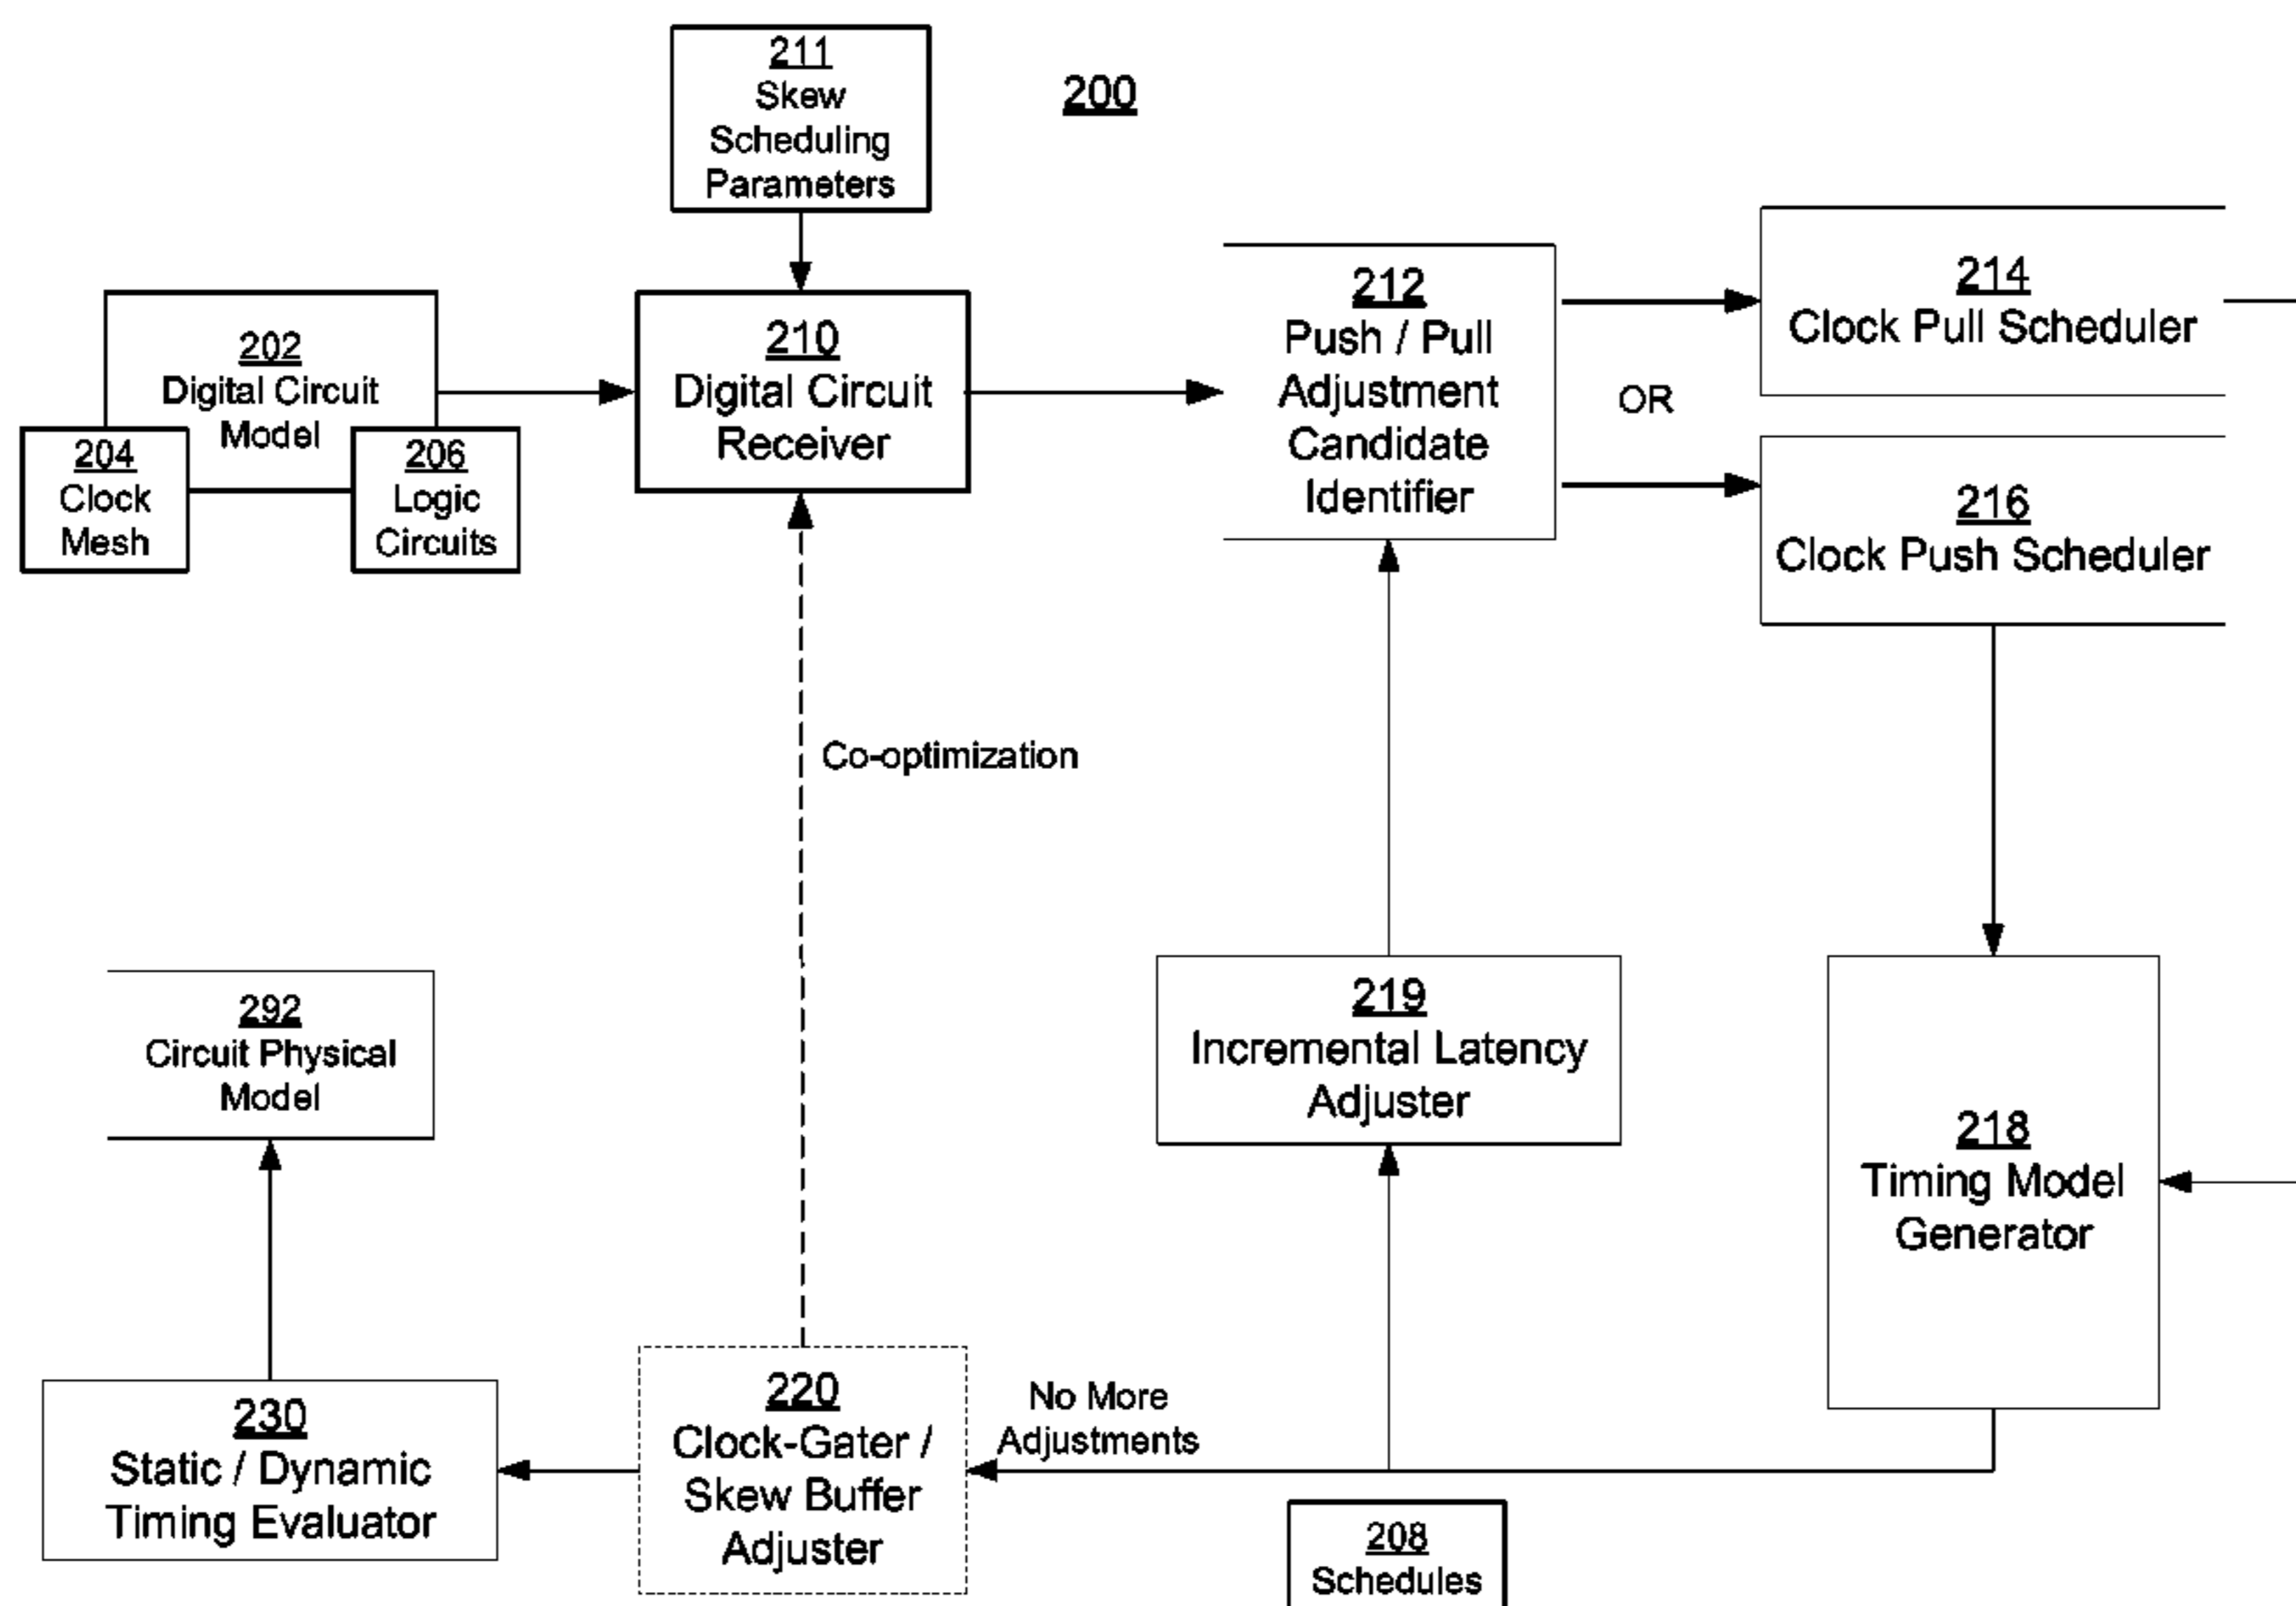 211
Skew
Scheduling
Parameters
200
202
Digital Circuit
Model
204
Clock
Mesh
206
Logic
Circuits
210
Digital Circuit
Receiver
212
Push / Pull
Adjustment
Candidate
Identifier
214
Clock Pull Scheduler
OR
216
Clock Push Scheduler
Co-optimization
292
Circuit Physical
Model
219
Incremental Latency
Adjuster
218
Timing Model
Generator
230
Static / Dynamic
Timing Evaluator
220
Clock-Gater /
Skew Buffer
Adjuster
No More
Adjustments
208
Schedules